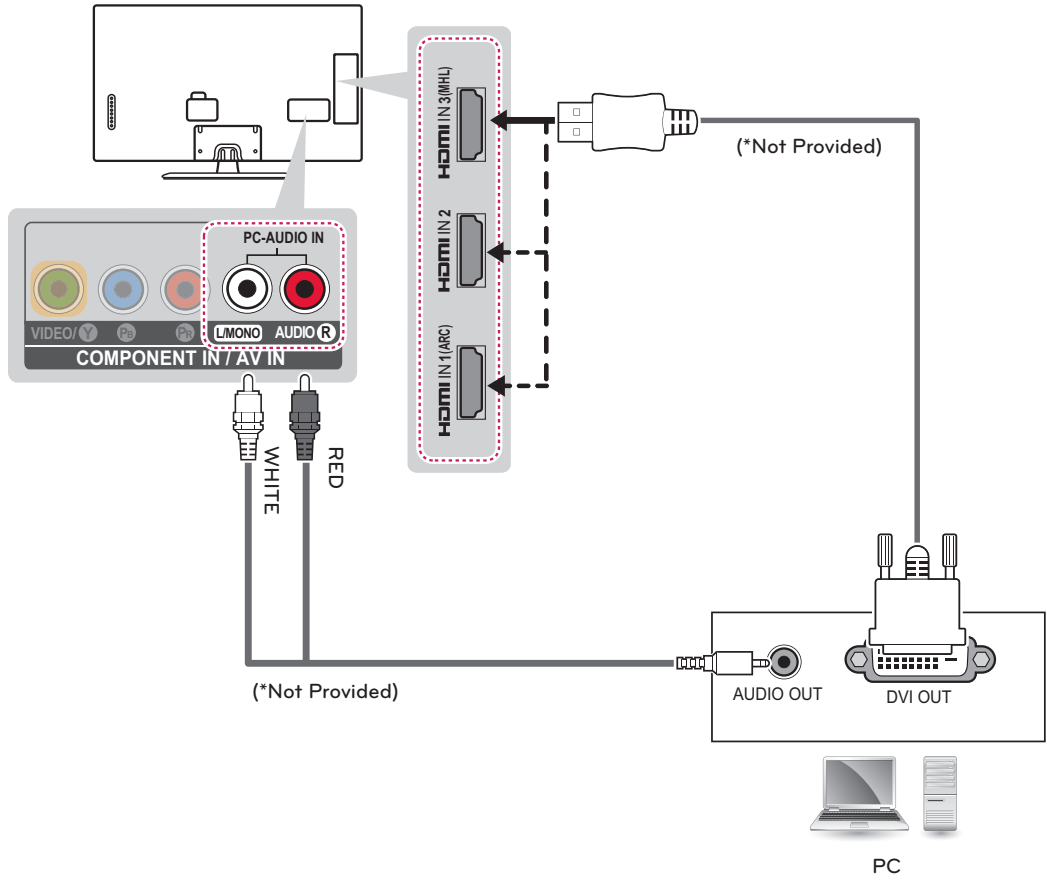 HDMI IN 3(MHL)
(*Not Provided)
HDMI IN 2
HDMI IN 1(ARC)
PC-AUDIO IN
VIDEO/Y PB PR L/MONO AUDIO R
COMPONENT IN / AV IN
WHITE
RED
(*Not Provided)
AUDIO OUT
DVI OUT
PC